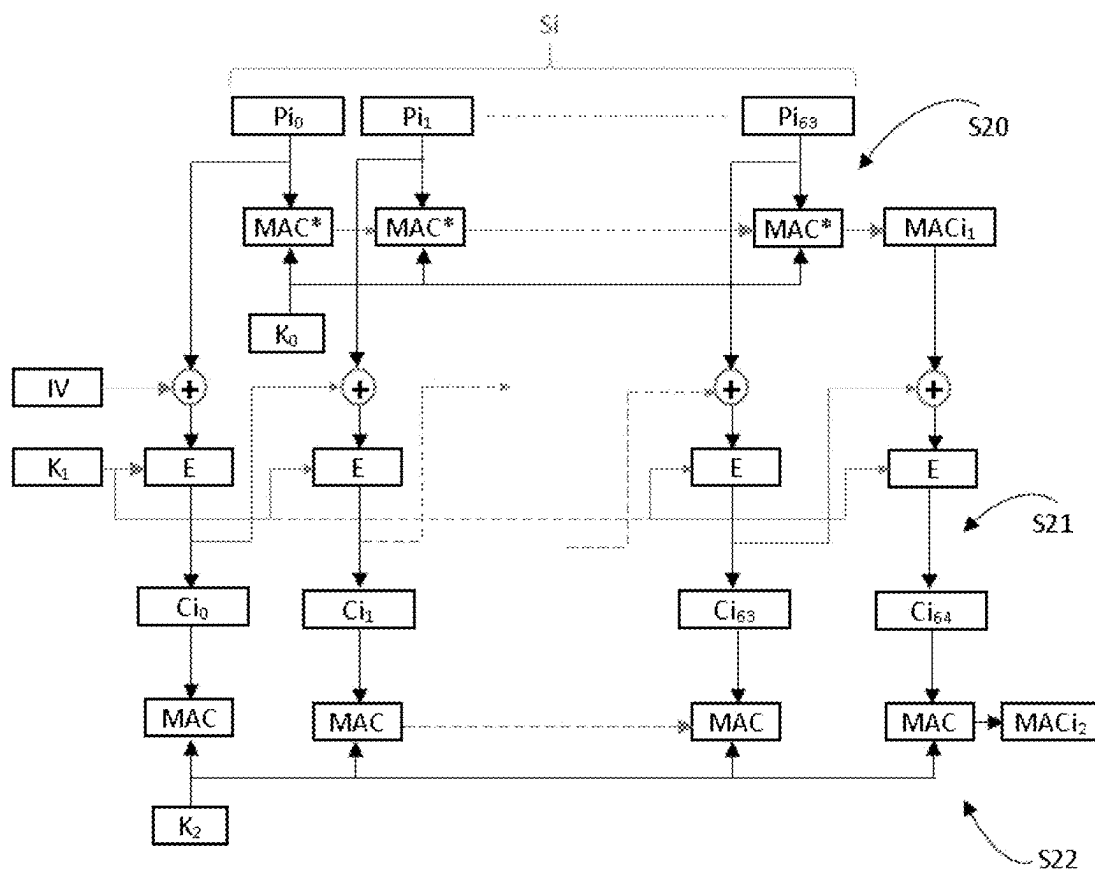 Si
Pi₀ Pi₁ Pi₆₃
S20
MAC* MAC* MAC* MACi₁
K₀
IV + + + +
K₁ E E E E
S21
Ci₀ Ci₁ Ci₆₃ Ci₆₄
MAC MAC MAC MAC MACi₂
K₂
S22